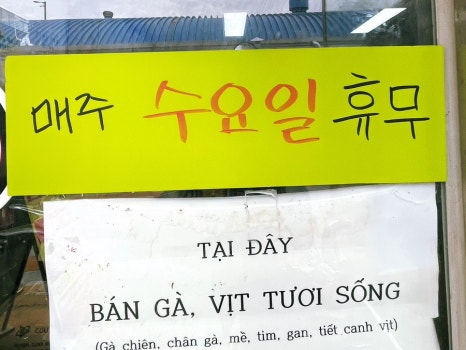 매주 수요일 휴무
TẠI ĐÂY
BÁN GÀ, VỊT TƯƠI SỐNG
(Gà chiên, chân gà, mề, tim, gan, tiết canh vịt)